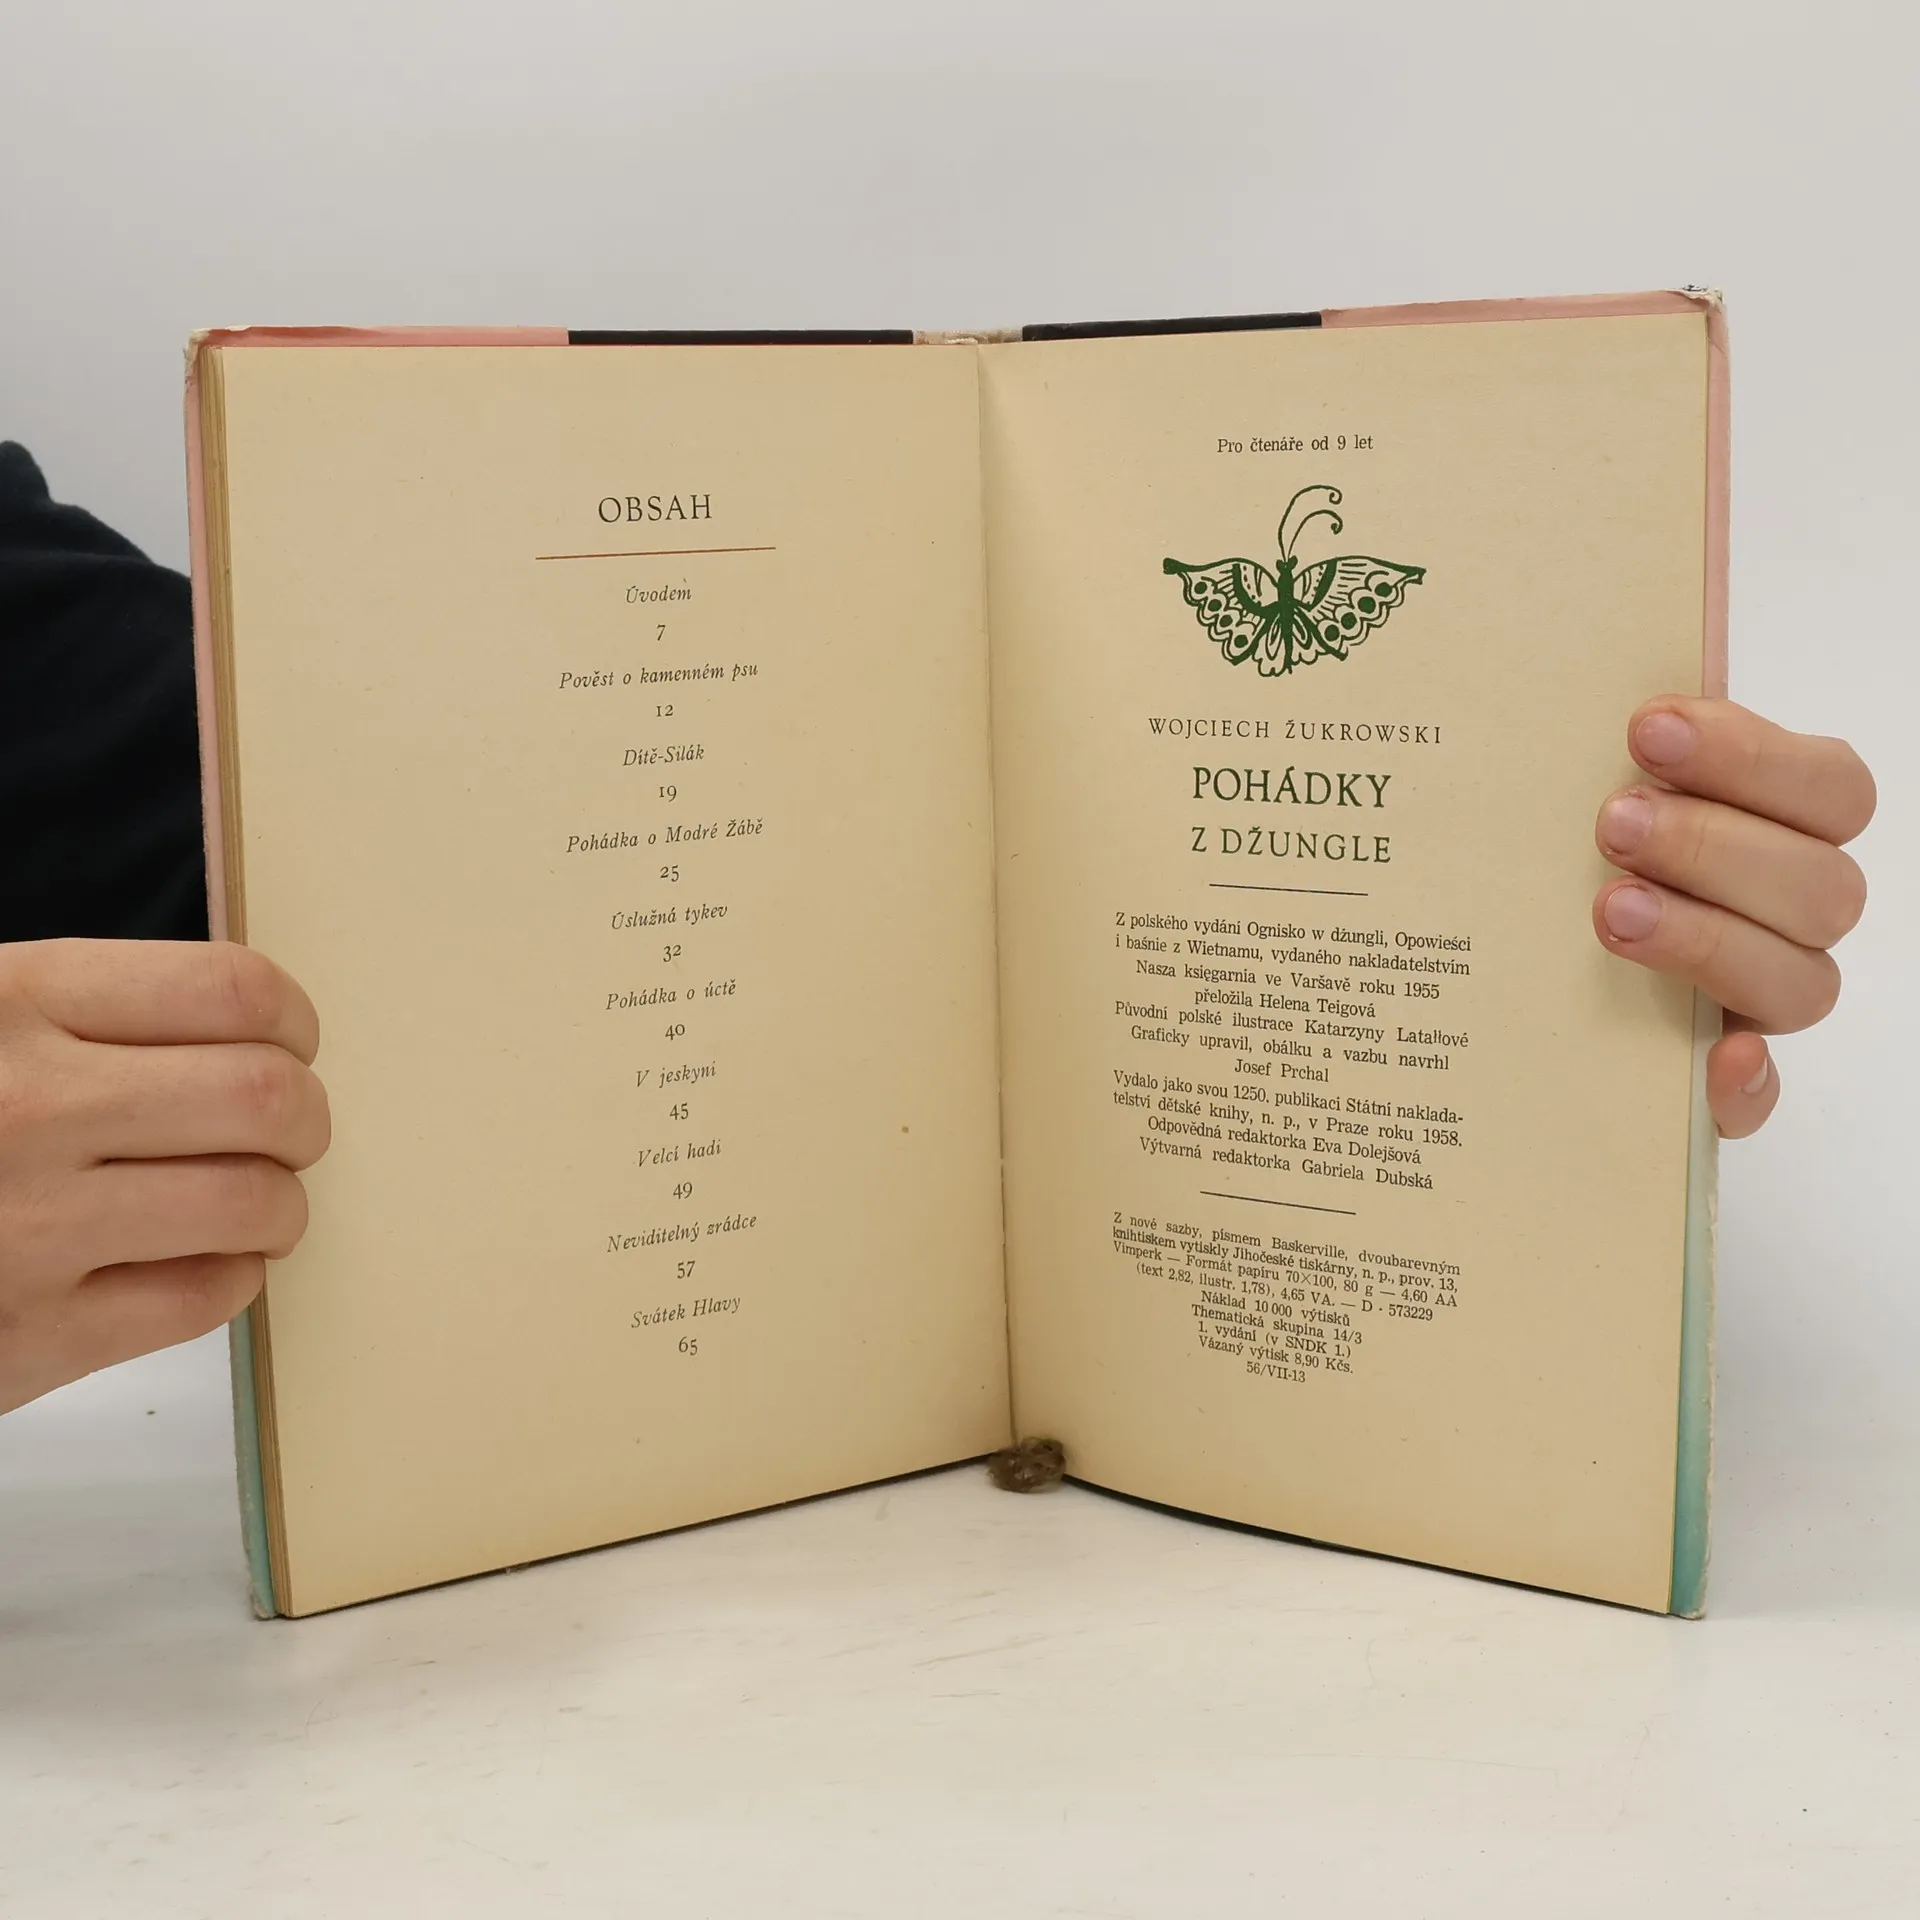 OBSAH
Úvodem
7
Pověst o kamenném psu
12
Dítě-Silák
19
Pohádka o Modré Žábě
25
Úslužná tykev
32
Pohádka o úctě
40
V jeskyni
45
Velcí hadi
49
Neviditelný zrádce
57
Svátek Hlavy
65
Pro čtenáře od 9 let
WOJCIECH ŽUKROWSKI
POHÁDKY
Z DŽUNGLE
Z polského vydání Ognisko w džungli, Opowieści
i baśnie z Wietnamu, vydaného nakladatelstvím
Nasza księgarnia ve Varšavě roku 1955
přeložila Helena Teigová
Původní polské ilustrace Katarzyny Latałłové
Graficky upravil, obálku a vazbu navrhl
Josef Prchal
Vydalo jako svou 1250. publikaci Státní naklada-
telství dětské knihy, n. p., v Praze roku 1958.
Odpovědná redaktorka Eva Dolejšová
Výtvarná redaktorka Gabriela Dubská
Z nové sazby, písmem Baskerville, dvoubarevným
knihtiskem vytiskly Jihočeské tiskárny, n. p., prov. 13,
Vimperk — Formát papíru 70×100, 80 g — 4,60 AA
(text 2,82, ilustr. 1,78), 4,65 VA. — D - 573229
Náklad 10 000 výtisků
Thematická skupina 14/3
1. vydání (v SNDK 1.)
Vázaný výtisk 8,90 Kčs.
56/VII-13